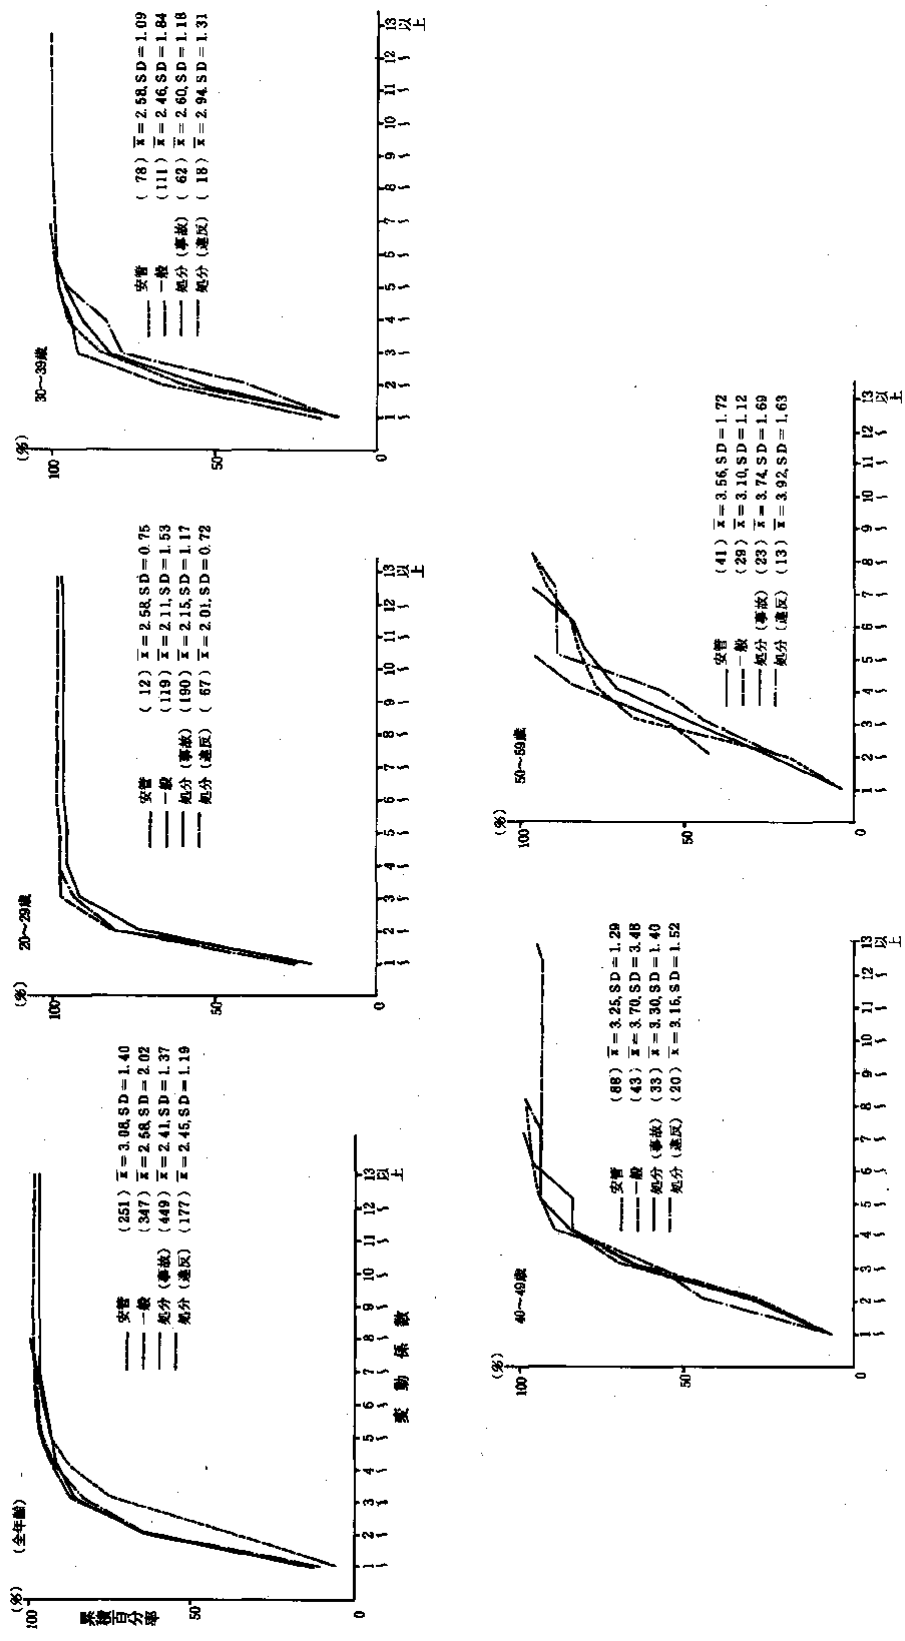 (全年齢)
(%)
100
50
0
累積百分率
1 2 3 4 5 6 7 8 9 10 11 12 13
以上
変動係数
安管 (251) x̄=3.08, SD=1.40
一般 (347) x̄=2.58, SD=2.02
処分(事故) (449) x̄=2.41, SD=1.37
処分(違反) (177) x̄=2.45, SD=1.19
20~29歳
(%)
100
50
0
1 2 3 4 5 6 7 8 9 10 11 12 13
以上
安管 (12) x̄=2.58, SD=0.75
一般 (119) x̄=2.11, SD=1.53
処分(事故) (190) x̄=2.15, SD=1.17
処分(違反) (67) x̄=2.01, SD=0.72
30~39歳
(%)
100
50
0
1 2 3 4 5 6 7 8 9 10 11 12 13
以上
安管 (78) x̄=2.58, SD=1.09
一般 (111) x̄=2.46, SD=1.84
処分(事故) (62) x̄=2.60, SD=1.18
処分(違反) (18) x̄=2.94, SD=1.31
40~49歳
(%)
100
50
0
1 2 3 4 5 6 7 8 9 10 11 12 13
以上
安管 (88) x̄=3.25, SD=1.29
一般 (43) x̄=3.70, SD=3.48
処分(事故) (33) x̄=3.30, SD=1.40
処分(違反) (20) x̄=3.15, SD=1.52
50~59歳
(%)
100
50
0
1 2 3 4 5 6 7 8 9 10 11 12 13
以上
安管 (41) x̄=3.56, SD=1.72
一般 (29) x̄=3.10, SD=1.12
処分(事故) (23) x̄=3.74, SD=1.69
処分(違反) (13) x̄=3.92, SD=1.63